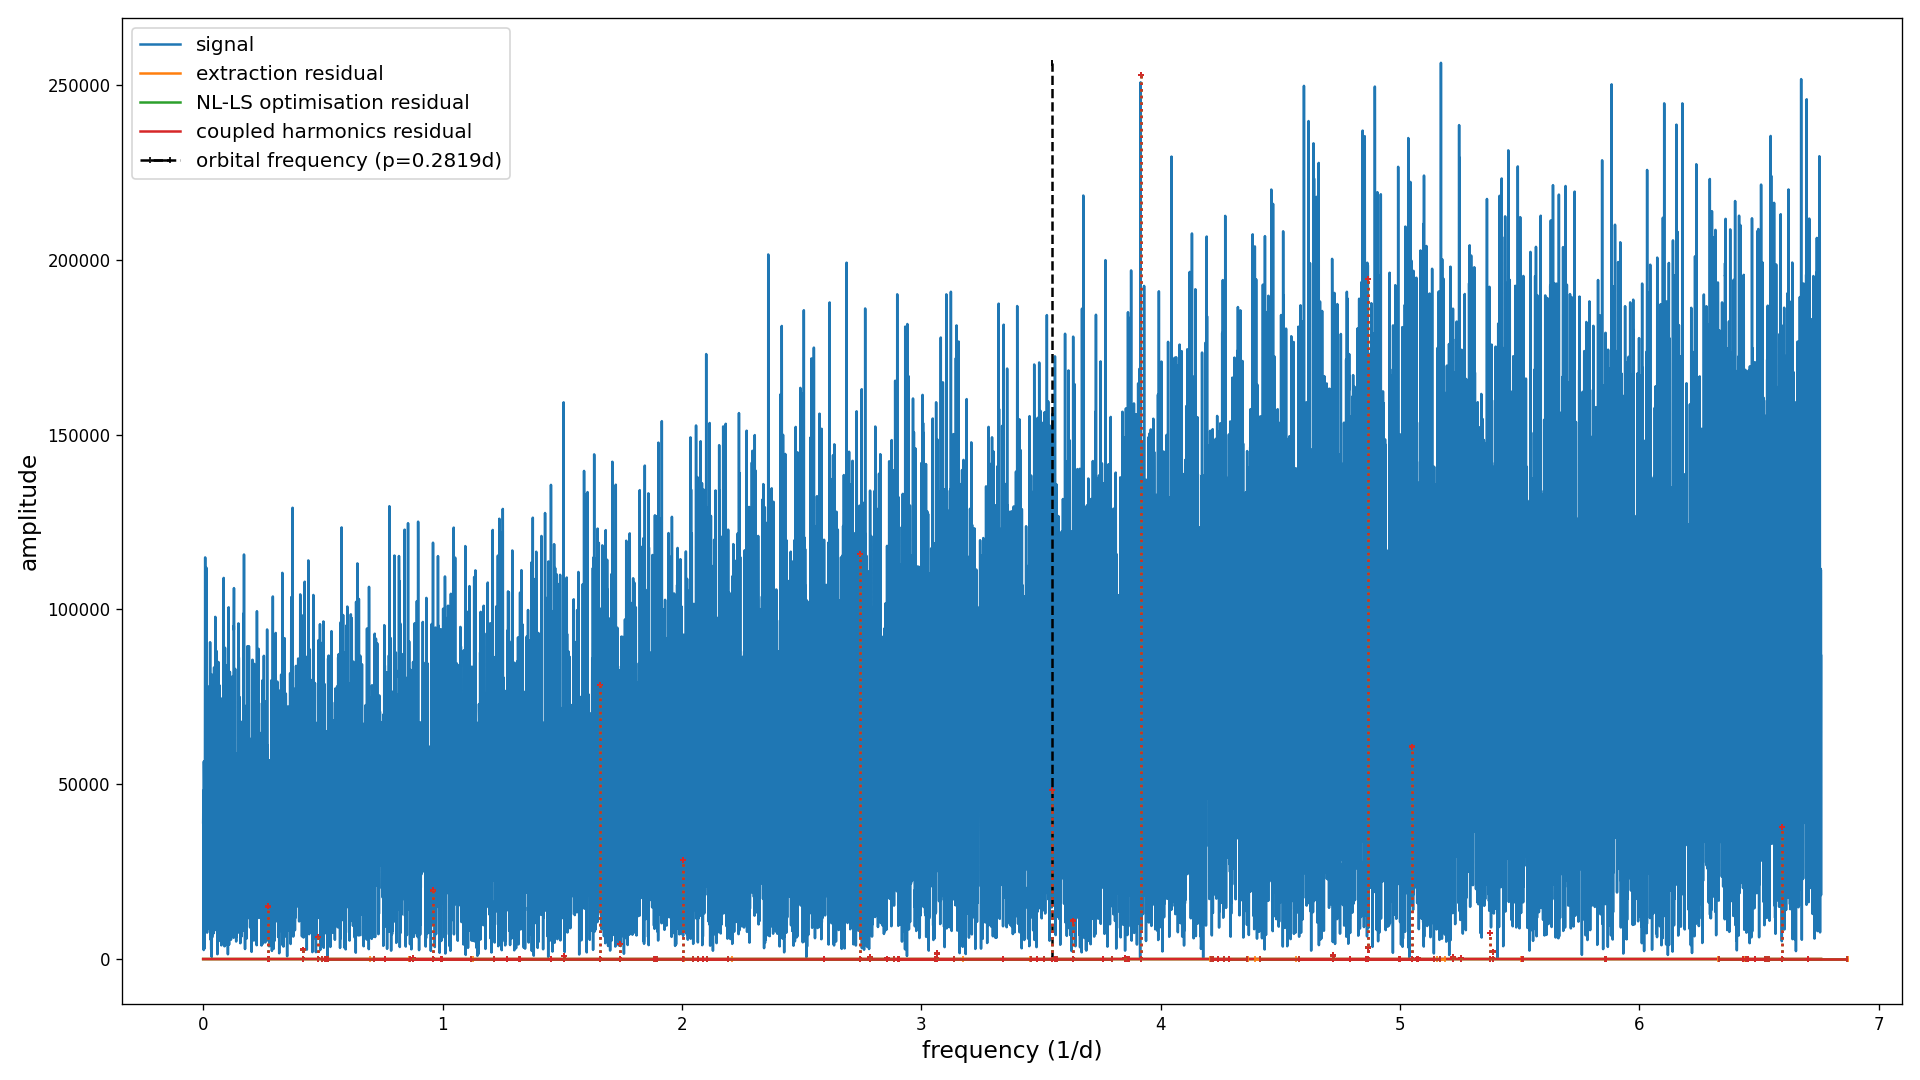 signal
extraction residual
NL-LS optimisation residual
coupled harmonics residual
orbital frequency (p=0.2819d)
amplitude
250000
200000
150000
100000
50000
0
0 1 2 3 4 5 6 7
frequency (1/d)